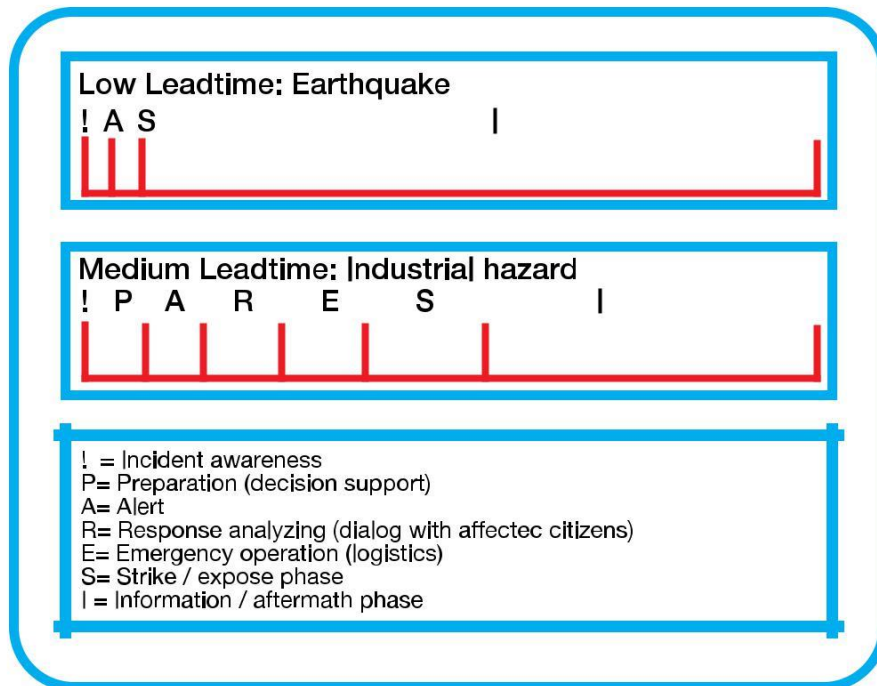 Low Leadtime: Earthquake
! A S I
Medium Leadtime: Industrial hazard
! P A R E S I
! = Incident awareness
P= Preparation (decision support)
A= Alert
R= Response analyzing (dialog with affectec citizens)
E= Emergency operation (logistics)
S= Strike / expose phase
I = Information / aftermath phase